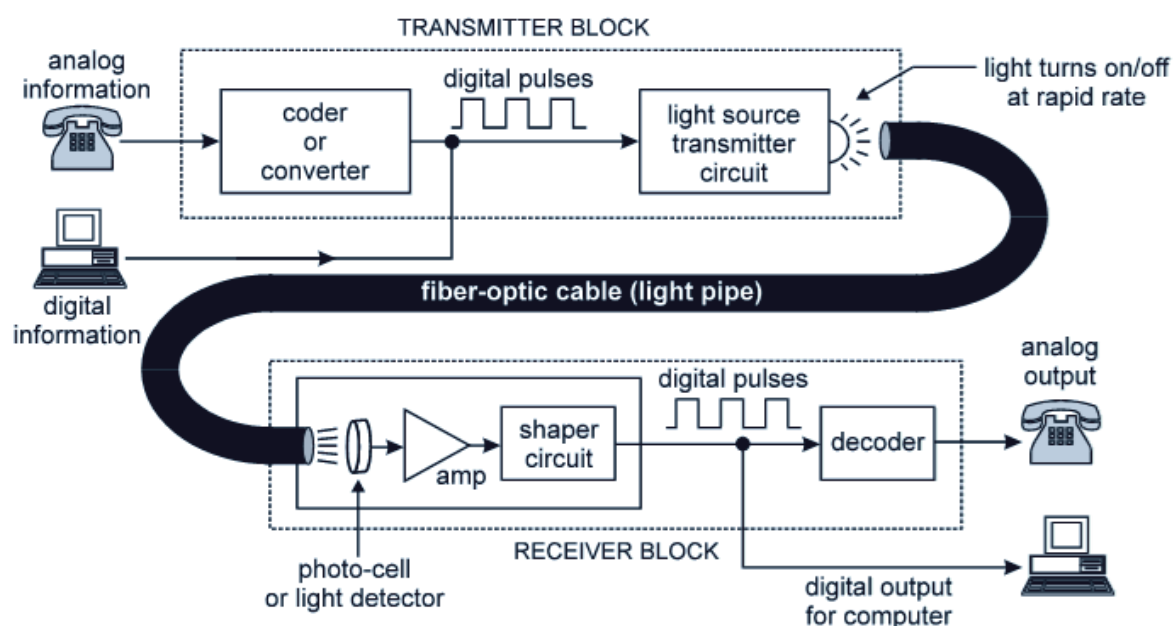 TRANSMITTER BLOCK
analog
information
digital pulses
light turns on/off
at rapid rate
coder
or
converter
light source
transmitter
circuit
digital
information
fiber-optic cable (light pipe)
analog
output
digital pulses
shaper
circuit
decoder
amp
RECEIVER BLOCK
photo-cell
or light detector
digital output
for computer